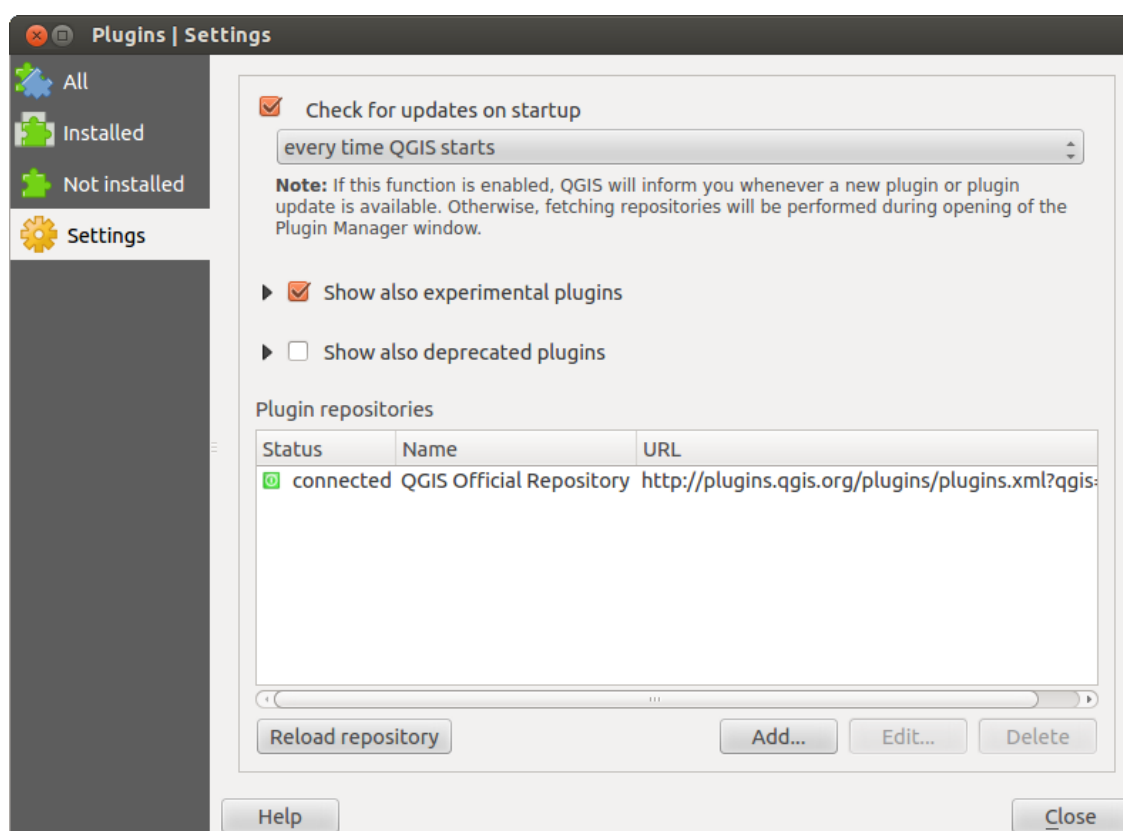 Plugins | Settings
All
Installed
Not installed
Settings
Check for updates on startup
every time QGIS starts
Note: If this function is enabled, QGIS will inform you whenever a new plugin or plugin
update is available. Otherwise, fetching repositories will be performed during opening of the
Plugin Manager window.
Show also experimental plugins
Show also deprecated plugins
Plugin repositories
Status Name URL
connected QGIS Official Repository http://plugins.qgis.org/plugins/plugins.xml?qgis=
Reload repository Add... Edit... Delete
Help Close